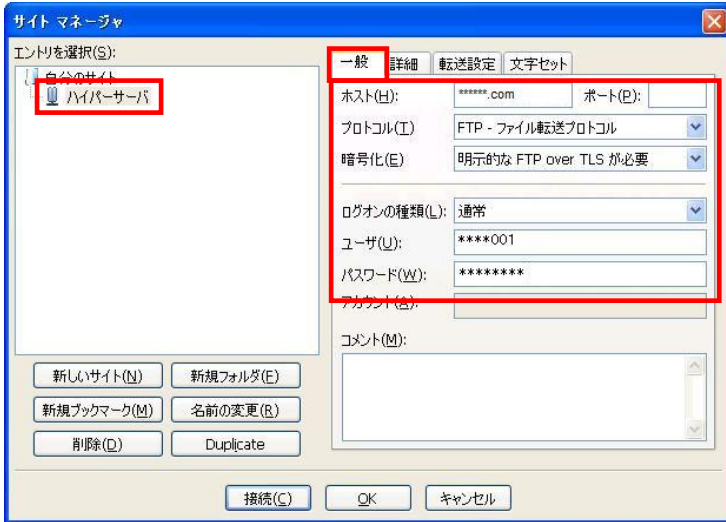 サイト マネージャ
エントリを選択(S):
自分のサイト
ハイパーサーバ
新しいサイト(N) 新規フォルダ(F)
新規ブックマーク(M) 名前の変更(R)
削除(D) Duplicate
一般 詳細 転送設定 文字セット
ホスト(H): ******.com ポート(P):
プロトコル(T) FTP - ファイル転送プロトコル
暗号化(E) 明示的な FTP over TLS が必要
ログオンの種類(L): 通常
ユーザ(U): ****001
パスワード(W): ********
アカウント(A):
コメント(M):
接続(C) OK キャンセル